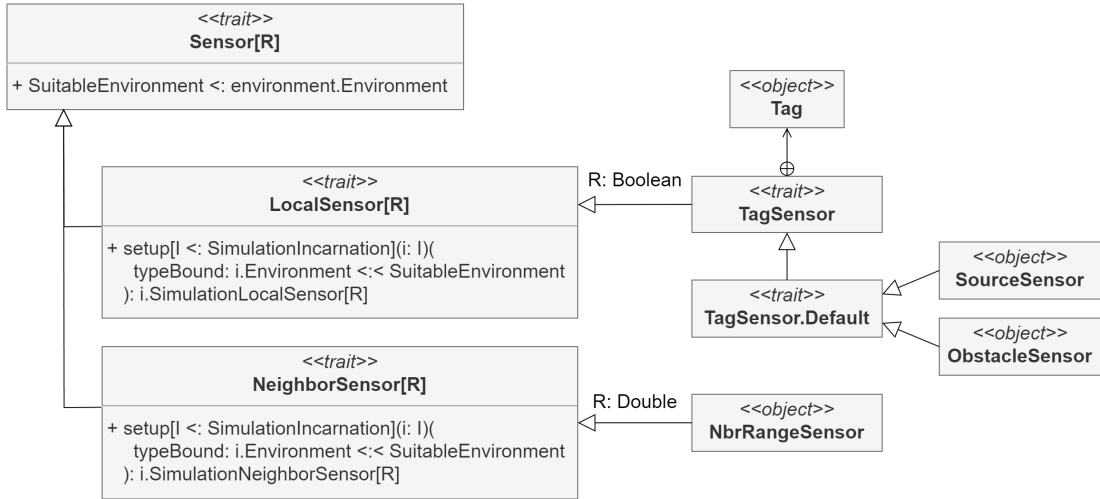 <<trait>>
Sensor[R]
+ SuitableEnvironment <: environment.Environment
<<object>>
Tag
<<trait>>
LocalSensor[R]
+ setup[I <: SimulationIncarnation](i: I)(
typeBound: i.Environment <:< SuitableEnvironment
): i.SimulationLocalSensor[R]
R: Boolean
<<trait>>
TagSensor
<<trait>>
TagSensor.Default
<<object>>
SourceSensor
<<object>>
ObstacleSensor
<<trait>>
NeighborSensor[R]
+ setup[I <: SimulationIncarnation](i: I)(
typeBound: i.Environment <:< SuitableEnvironment
): i.SimulationNeighborSensor[R]
R: Double
<<object>>
NbrRangeSensor